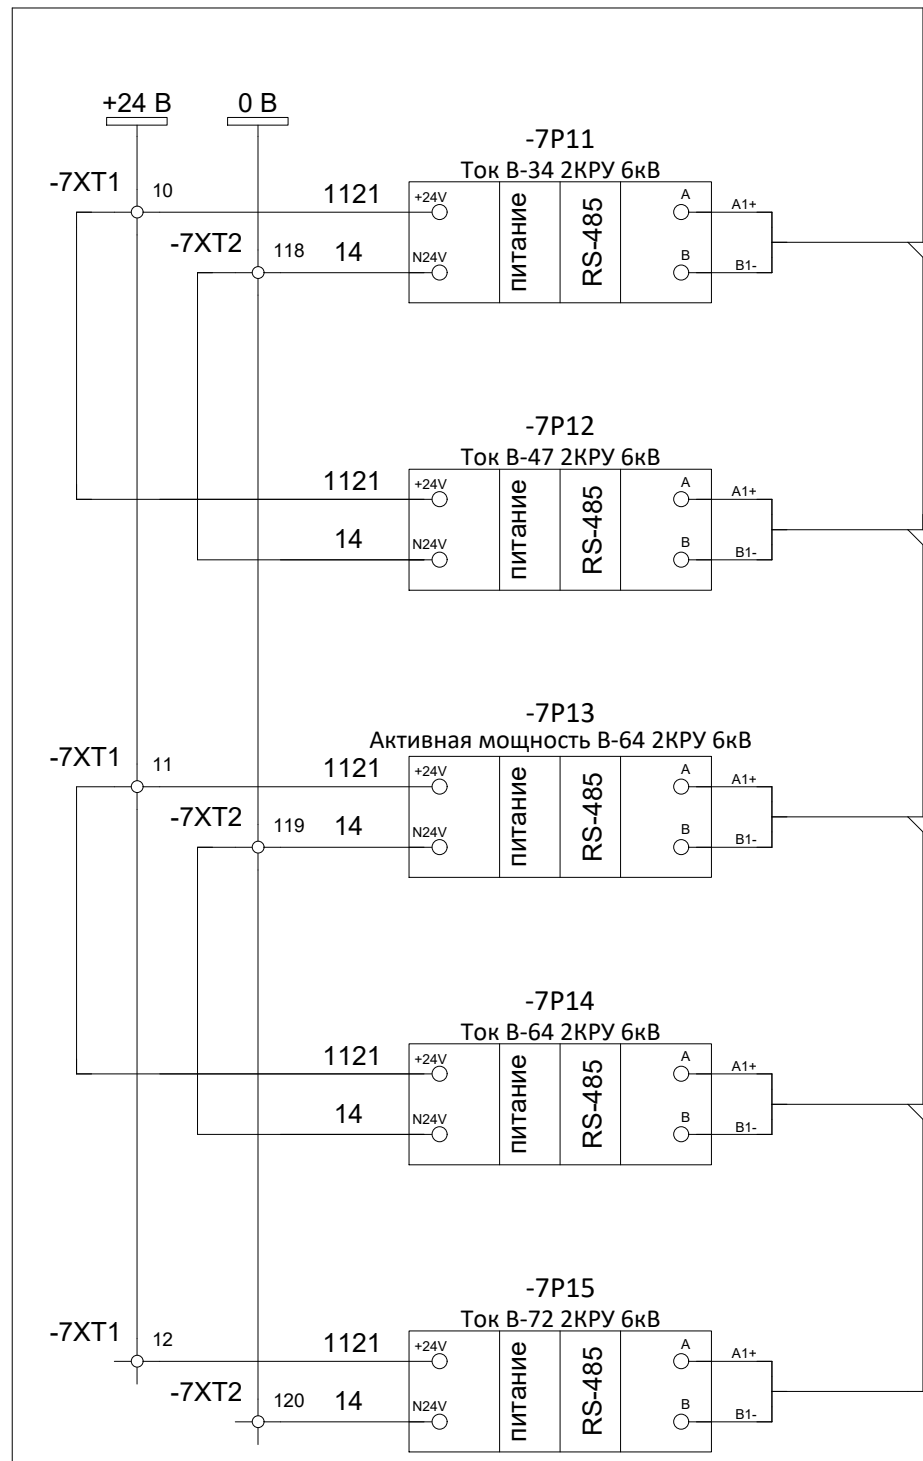 +24 В 0 В
-7P11
Ток В-34 2КРУ 6кВ
-7XT1 10 1121 +24V питание RS-485 A A1+
-7XT2 118 14 N24V B B1-
-7P12
Ток В-47 2КРУ 6кВ
1121 +24V питание RS-485 A A1+
14 N24V B B1-
-7P13
Активная мощность В-64 2КРУ 6кВ
-7XT1 11 1121 +24V питание RS-485 A A1+
-7XT2 119 14 N24V B B1-
-7P14
Ток В-64 2КРУ 6кВ
1121 +24V питание RS-485 A A1+
14 N24V B B1-
-7P15
Ток В-72 2КРУ 6кВ
-7XT1 12 1121 +24V питание RS-485 A A1+
-7XT2 120 14 N24V B B1-